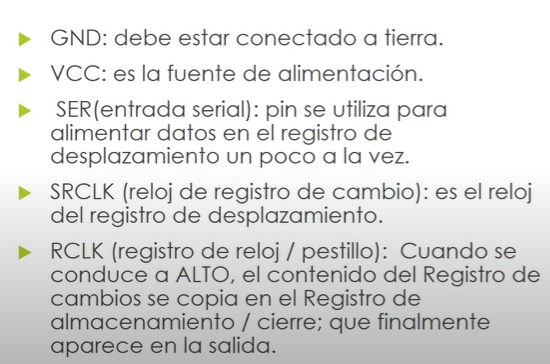 GND: debe estar conectado a tierra.
VCC: es la fuente de alimentación.
SER(entrada serial): pin se utiliza para
alimentar datos en el registro de
desplazamiento un poco a la vez.
SRCLK (reloj de registro de cambio): es el reloj
del registro de desplazamiento.
RCLK (registro de reloj / pestillo): Cuando se
conduce a ALTO, el contenido del Registro de
cambios se copia en el Registro de
almacenamiento / cierre; que finalmente
aparece en la salida.